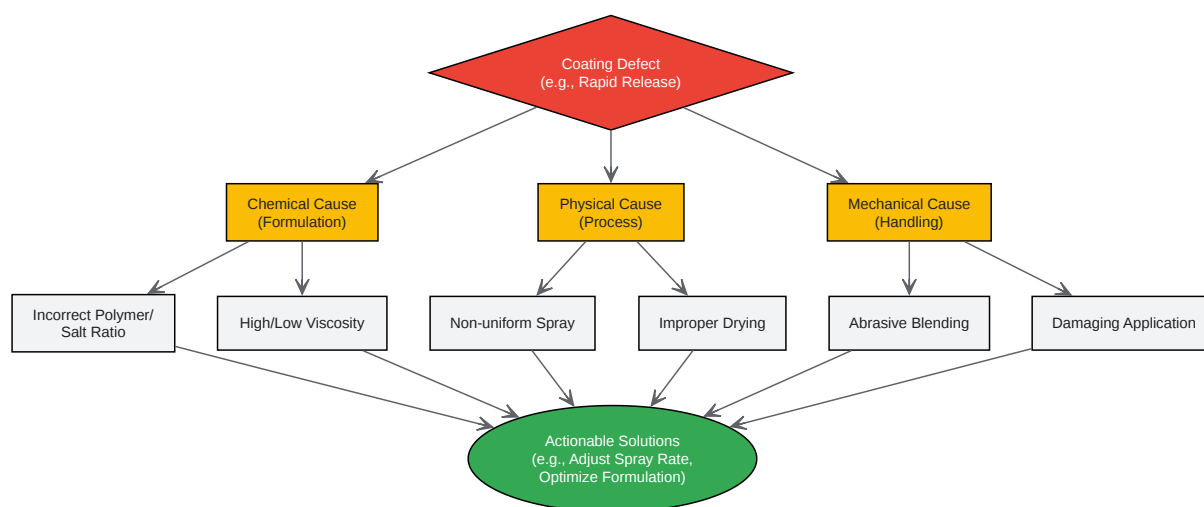 Coating Defect
(e.g., Rapid Release)
Chemical Cause
(Formulation)
Physical Cause
(Process)
Mechanical Cause
(Handling)
Incorrect Polymer/
Salt Ratio
High/Low Viscosity
Non-uniform Spray
Improper Drying
Abrasive Blending
Damaging Application
Actionable Solutions
(e.g., Adjust Spray Rate,
Optimize Formulation)